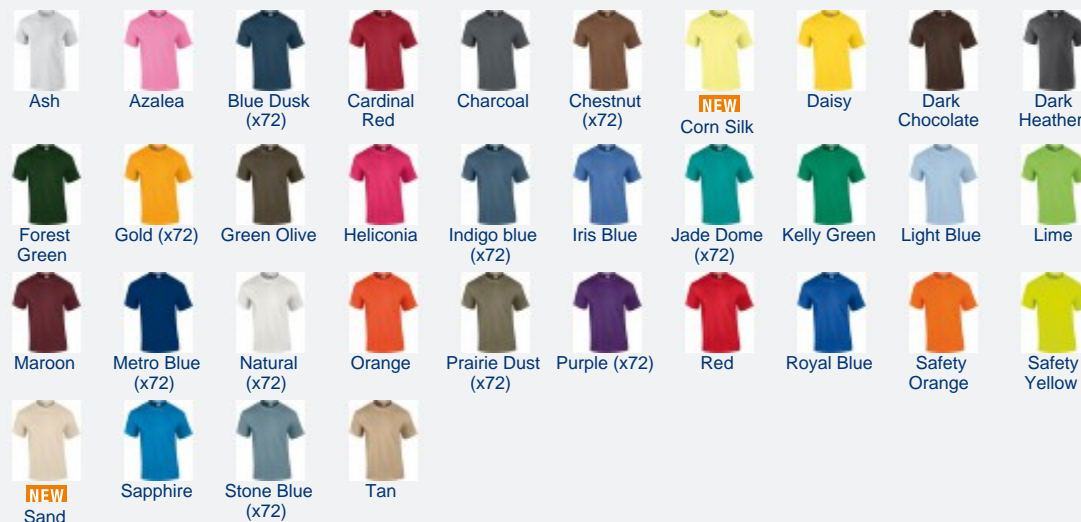 Ash
Azalea
Blue Dusk
(x72)
Cardinal
Red
Charcoal
Chestnut
(x72)
NEW
Corn Silk
Daisy
Dark
Chocolate
Dark
Heather
Forest
Green
Gold (x72)
Green Olive
Heliconia
Indigo blue
(x72)
Iris Blue
Jade Dome
(x72)
Kelly Green
Light Blue
Lime
Maroon
Metro Blue
(x72)
Natural
(x72)
Orange
Prairie Dust
(x72)
Purple (x72)
Red
Royal Blue
Safety
Orange
Safety
Yellow
NEW
Sand
Sapphire
Stone Blue
(x72)
Tan